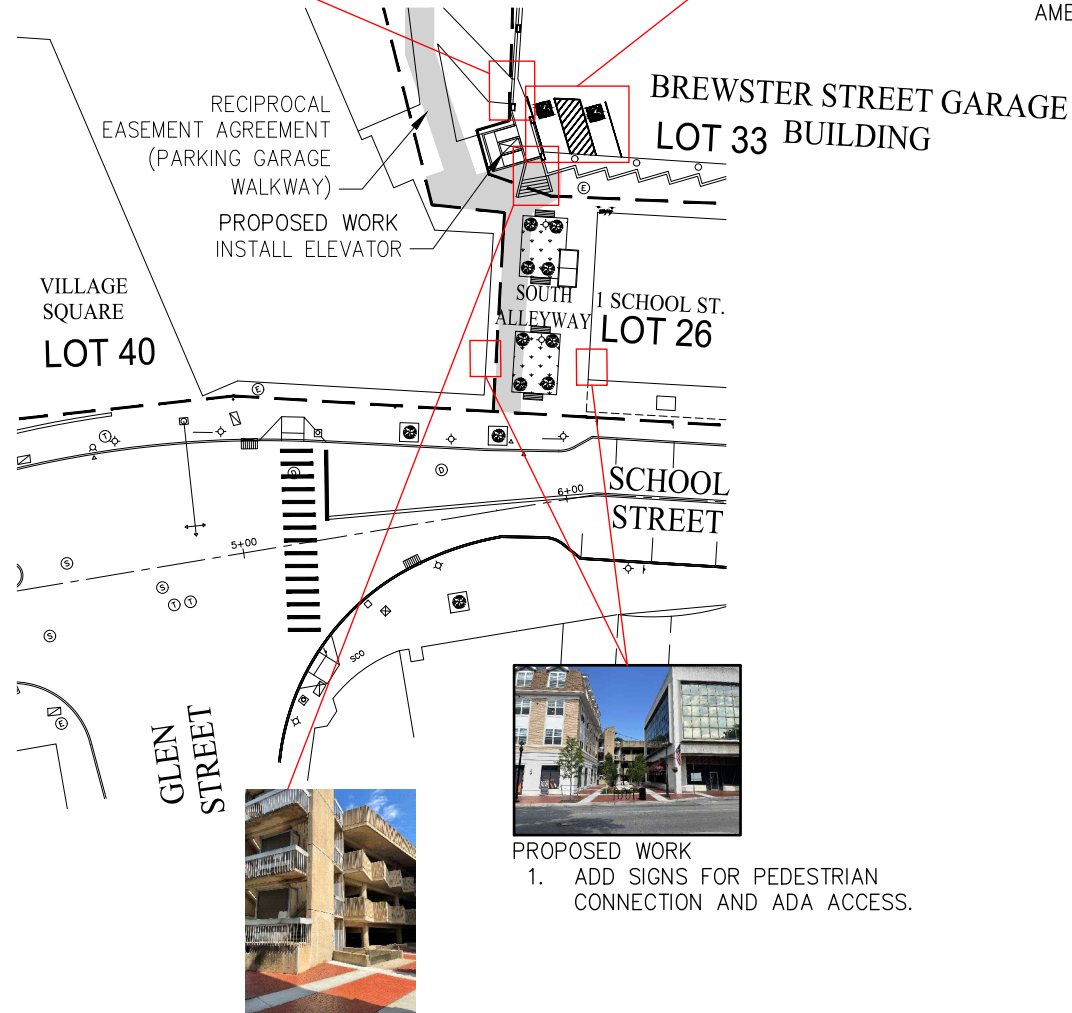 AME
BREWSTER STREET GARAGE
LOT 33 BUILDING
RECIPROCAL
EASEMENT AGREEMENT
(PARKING GARAGE
WALKWAY)
PROPOSED WORK
INSTALL ELEVATOR
E
VILLAGE
SQUARE
LOT 40
SOUTH
ALLEYWAY
1 SCHOOL ST.
LOT 26
E
T
D
D
SCHOOL
STREET
6+00
5+00
S
S
T T
S
SCO
E
GLEN
STREET
PROPOSED WORK
1. ADD SIGNS FOR PEDESTRIAN
CONNECTION AND ADA ACCESS.